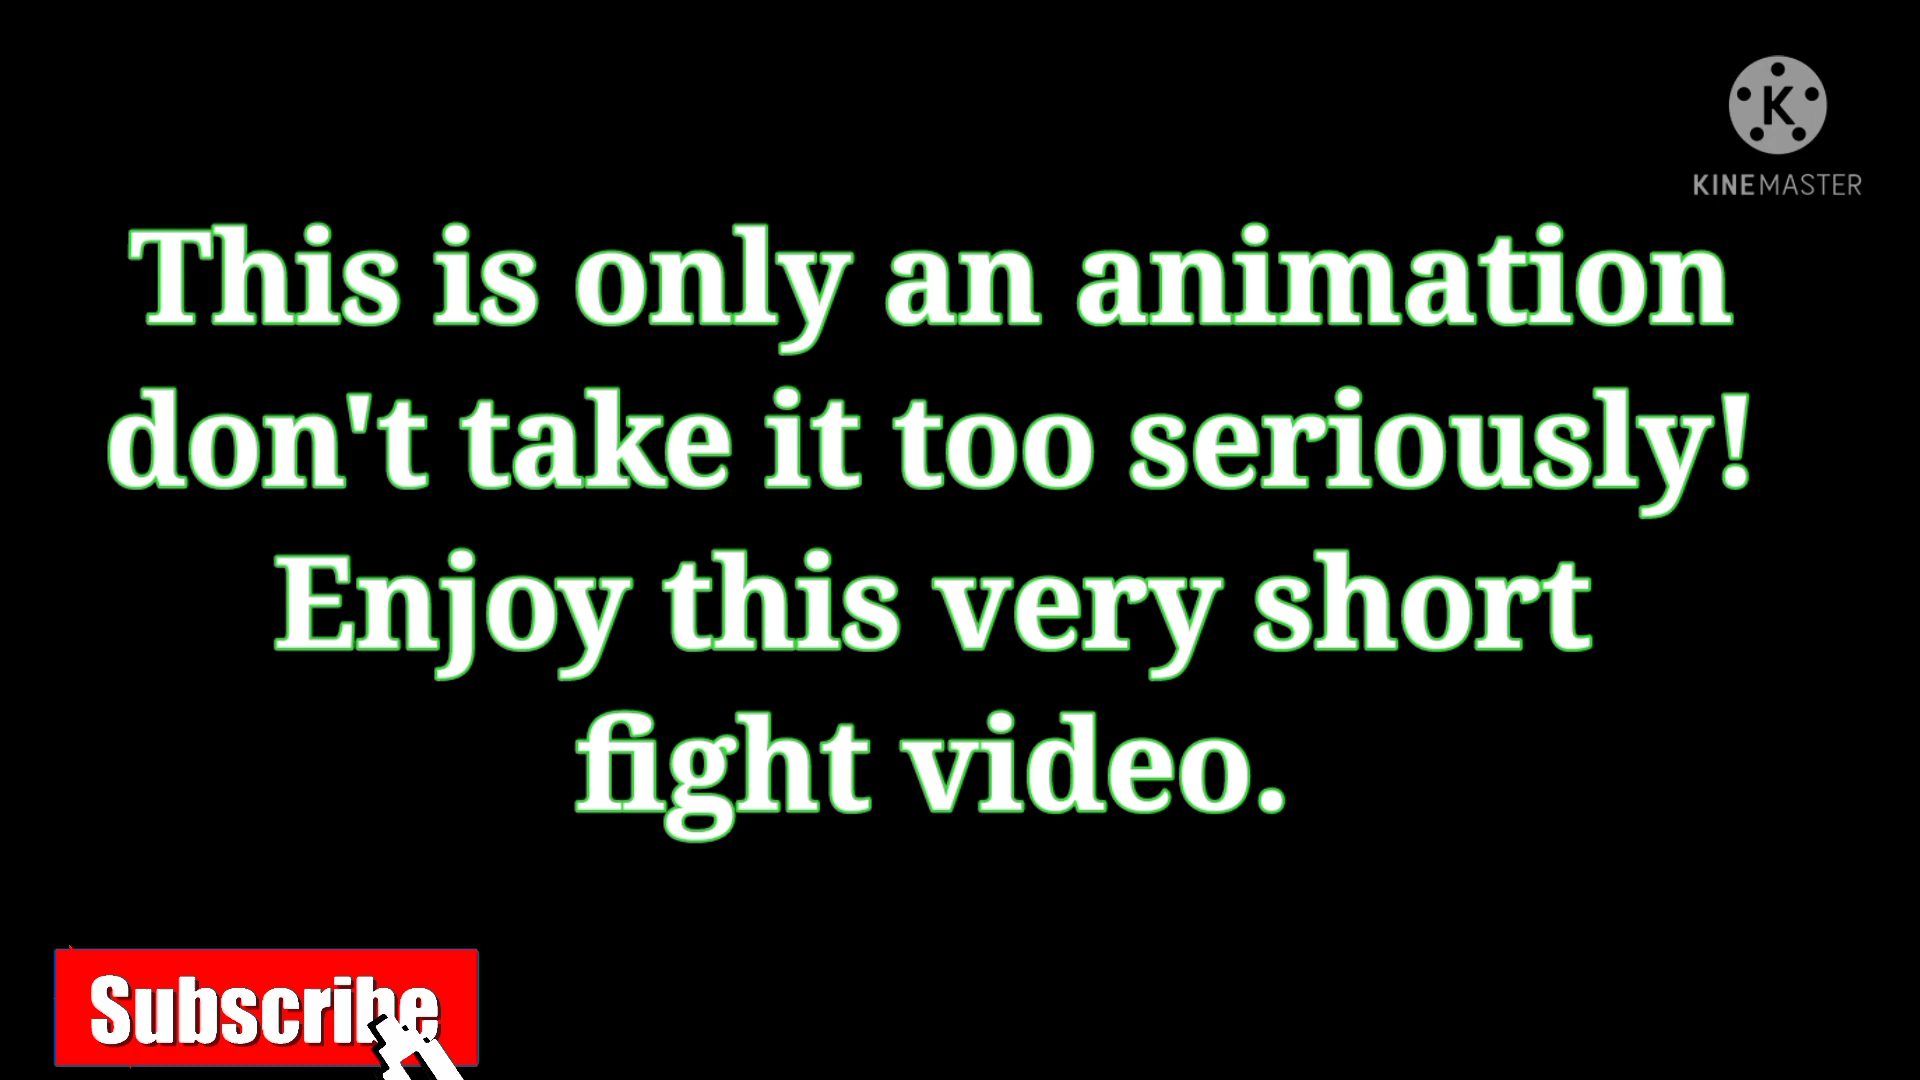 K
KINEMASTER
This is only an animation
don't take it too seriously!
Enjoy this very short
fight video.
Subscribe